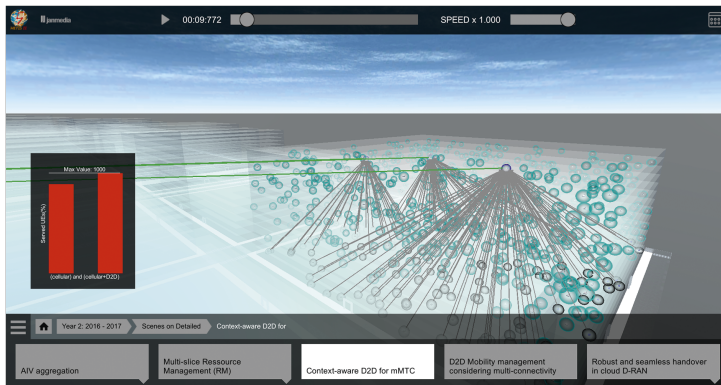 janmedia
00:09:772
SPEED x 1.000
Max Value: 1000
Served UEs(%)
(cellular) and (cellular+D2D)
Year 2: 2016 - 2017
Scenes on Detailed
Context-aware D2D for
AIV aggregation
Multi-slice Ressource
Management (RM)
Context-aware D2D for mMTC
D2D Mobility management
considering multi-connectivity
Robust and seamless handover
in cloud D-RAN